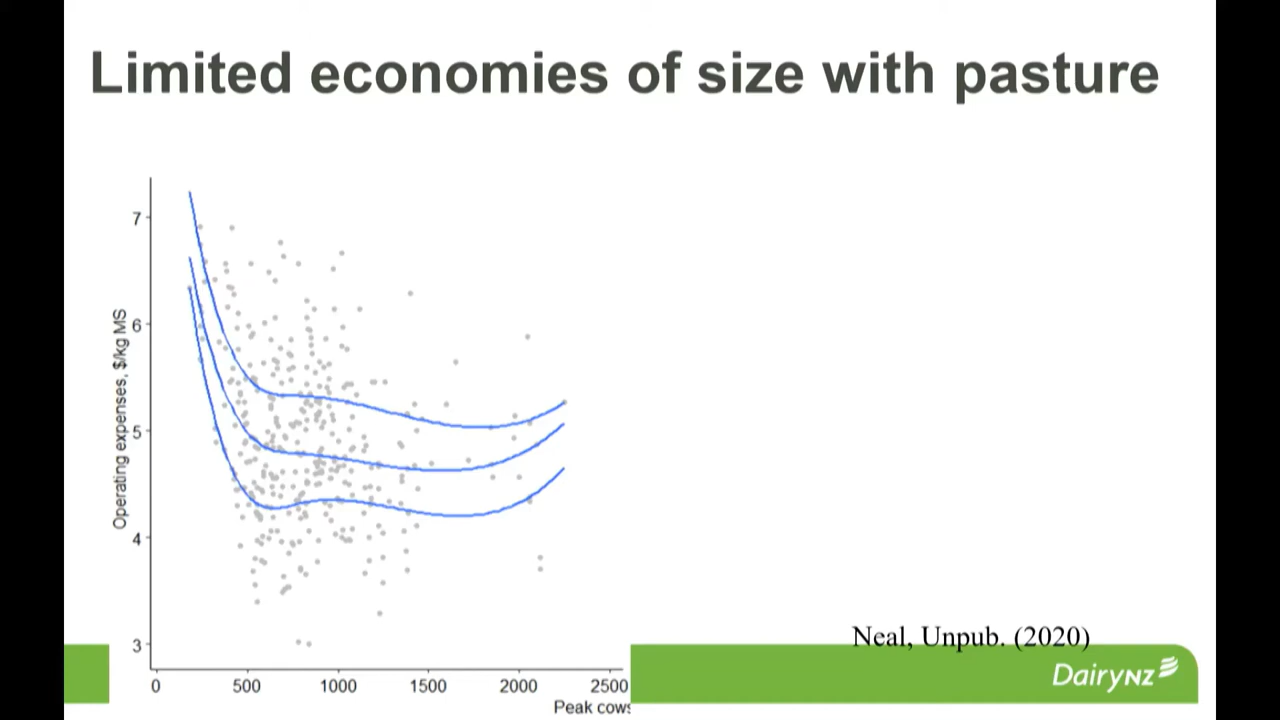 Limited economies of size with pasture
7
6
5
4
3
Operating expenses, $/kg MS
0 500 1000 1500 2000 2500
Peak cows
Neal, Unpub. (2020)
DairyNZ